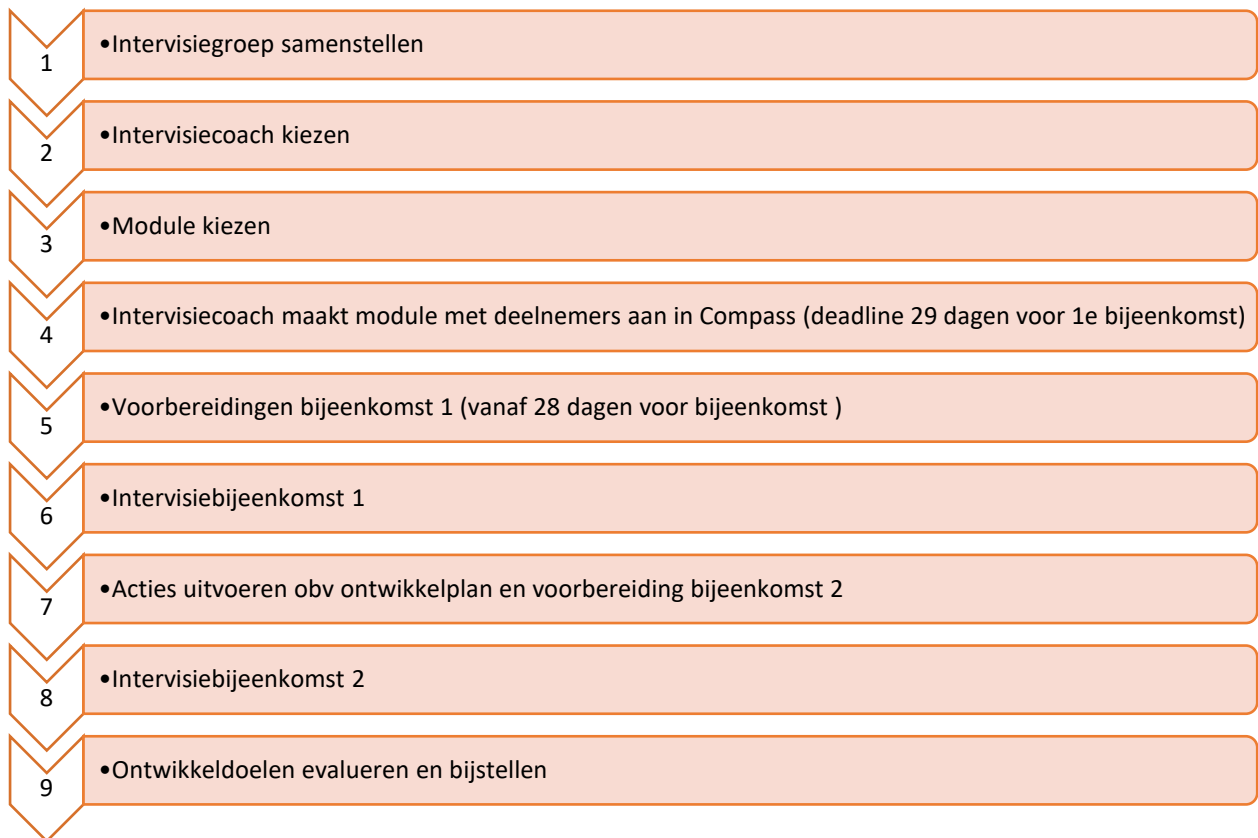 1
•Intervisiegroep samenstellen
2
•Intervisiecoach kiezen
3
•Module kiezen
4
•Intervisiecoach maakt module met deelnemers aan in Compass (deadline 29 dagen voor 1e bijeenkomst)
5
•Voorbereidingen bijeenkomst 1 (vanaf 28 dagen voor bijeenkomst )
6
•Intervisiebijeenkomst 1
7
•Acties uitvoeren obv ontwikkelplan en voorbereiding bijeenkomst 2
8
•Intervisiebijeenkomst 2
9
•Ontwikkeldoelen evalueren en bijstellen